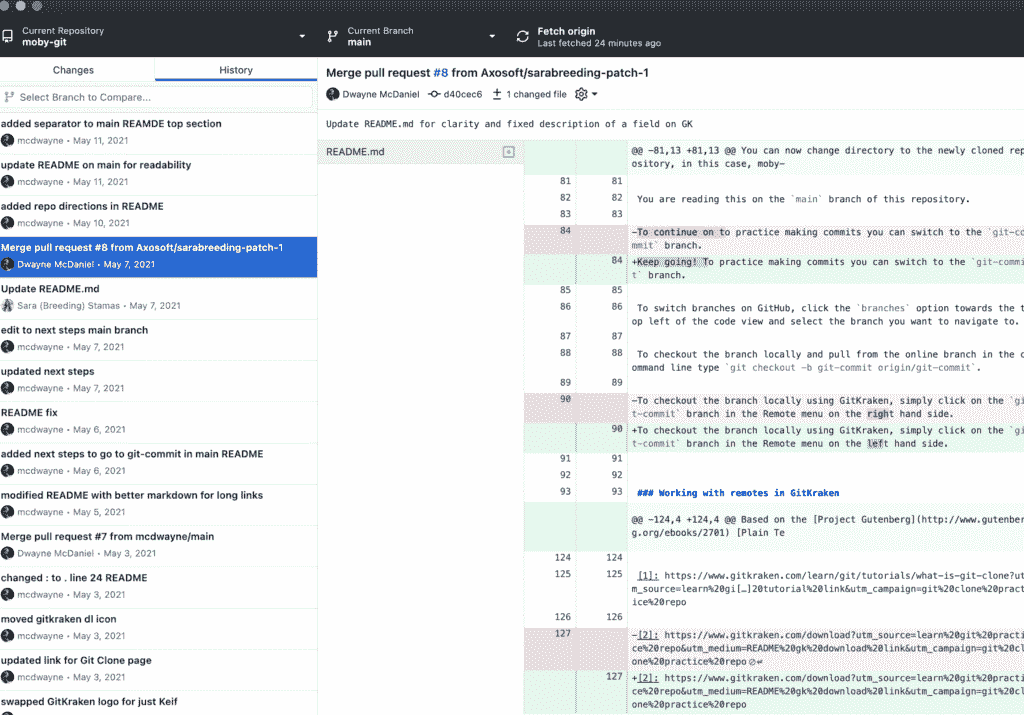 Current Repository
moby-git
Current Branch
main
Fetch origin
Last fetched 24 minutes ago
Changes
History
Select Branch to Compare...
added separator to main REAMDE top section
mcdwayne • May 11, 2021
update README on main for readability
mcdwayne • May 11, 2021
added repo directions in README
mcdwayne • May 10, 2021
Merge pull request #8 from Axosoft/sarabreeding-patch-1
Dwayne McDaniel • May 7, 2021
Update README.md
Sara (Breeding) Stamas • May 7, 2021
edit to next steps main branch
mcdwayne • May 7, 2021
updated next steps
mcdwayne • May 7, 2021
README fix
mcdwayne • May 6, 2021
added next steps to go to git-commit in main README
mcdwayne • May 6, 2021
modified README with better markdown for long links
mcdwayne • May 5, 2021
Merge pull request #7 from mcdwayne/main
Dwayne McDaniel • May 3, 2021
changed : to . line 24 README
mcdwayne • May 3, 2021
moved gitkraken dl icon
mcdwayne • May 3, 2021
updated link for Git Clone page
mcdwayne • May 3, 2021
swapped GitKraken logo for just Keif
Merge pull request #8 from Axosoft/sarabreeding-patch-1
Dwayne McDaniel d40cec6 1 changed file
Update README.md for clarity and fixed description of a field on GK
README.md
@@ -81,13 +81,13 @@ You can now change directory to the newly cloned rep
ository, in this case, moby-
81 81
82 82 You are reading this on the `main` branch of this repository.
83 83
84 -To continue on to practice making commits you can switch to the `git-co
mmit` branch.
84 +Keep going! To practice making commits you can switch to the `git-commi
t` branch.
85 85
86 86 To switch branches on GitHub, click the `branches` option towards the t
op left of the code view and select the branch you want to navigate to.
87 87
88 88 To checkout the branch locally and pull from the online branch in the c
ommand line type `git checkout -b git-commit origin/git-commit`.
89 89
90 -To checkout the branch locally using GitKraken, simply click on the `gi
t-commit` branch in the Remote menu on the right hand side.
90 +To checkout the branch locally using GitKraken, simply click on the `gi
t-commit` branch in the Remote menu on the left hand side.
91 91
92 92
93 93 ### Working with remotes in GitKraken
@@ -124,4 +124,4 @@ Based on the [Project Gutenberg](http://www.gutenber
g.org/ebooks/2701) [Plain Te
124 124
125 125 [1]: https://www.gitkraken.com/learn/git/tutorials/what-is-git-clone?ut
m_source=learn%20gi[…]20tutorial%20link&utm_campaign=git%20clone%20pract
ice%20repo
126 126
127 -[2]: https://www.gitkraken.com/download?utm_source=learn%20git%20practi
ce%20repo&utm_medium=README%20gk%20download%20link&utm_campaign=git%20cl
one%20practice%20repo
127 +[2]: https://www.gitkraken.com/download?utm_source=learn%20git%20practi
ce%20repo&utm_medium=README%20gk%20download%20link&utm_campaign=git%20cl
one%20practice%20repo